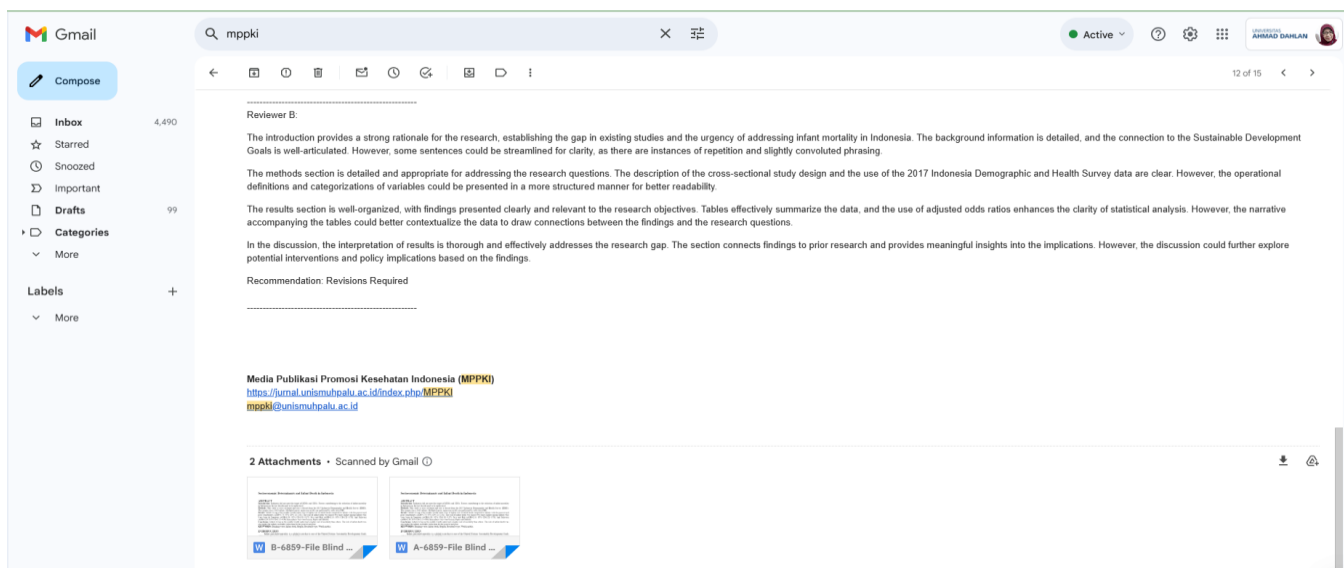 Gmail
mppki
Active
UNIVERSITAS
AHMAD DAHLAN
Compose
12 of 15
Inbox 4,490
Starred
Snoozed
Important
Drafts 99
Categories
More
Labels
More
-----------------------------------------------------
Reviewer B:
The introduction provides a strong rationale for the research, establishing the gap in existing studies and the urgency of addressing infant mortality in Indonesia. The background information is detailed, and the connection to the Sustainable Development
Goals is well-articulated. However, some sentences could be streamlined for clarity, as there are instances of repetition and slightly convoluted phrasing.
The methods section is detailed and appropriate for addressing the research questions. The description of the cross-sectional study design and the use of the 2017 Indonesia Demographic and Health Survey data are clear. However, the operational
definitions and categorizations of variables could be presented in a more structured manner for better readability.
The results section is well-organized, with findings presented clearly and relevant to the research objectives. Tables effectively summarize the data, and the use of adjusted odds ratios enhances the clarity of statistical analysis. However, the narrative
accompanying the tables could better contextualize the data to draw connections between the findings and the research questions.
In the discussion, the interpretation of results is thorough and effectively addresses the research gap. The section connects findings to prior research and provides meaningful insights into the implications. However, the discussion could further explore
potential interventions and policy implications based on the findings.
Recommendation: Revisions Required
-----------------------------------------------------
Media Publikasi Promosi Kesehatan Indonesia (MPPKI)
https://jurnal.unismuhpalu.ac.id/index.php/MPPKI
mppki@unismuhpalu.ac.id
2 Attachments • Scanned by Gmail
B-6859-File Blind ...
A-6859-File Blind ...